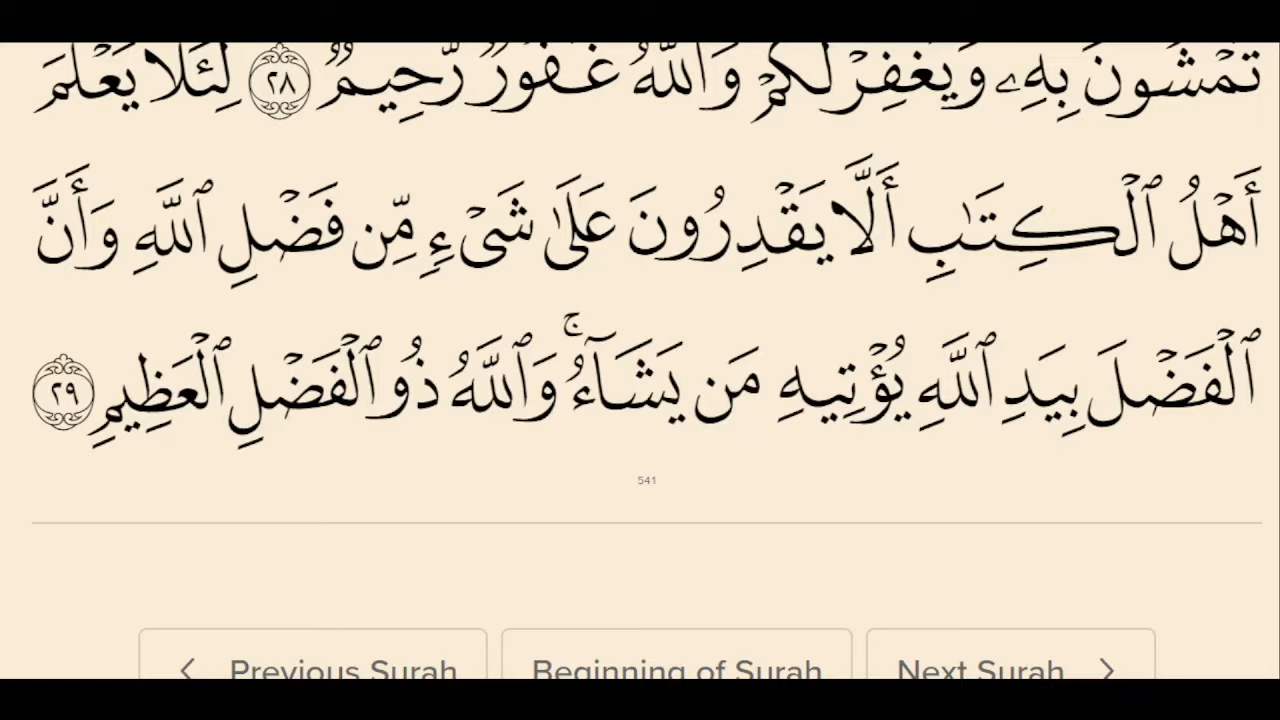 تَمْشُونَ بِهِۦ وَيَغْفِرْ لَكُمْ وَٱللَّهُ غَفُورٌ رَّحِيمٌ ٢٨ لِّئَلَّا يَعْلَمَ
أَهْلُ ٱلْكِتَـٰبِ أَلَّا يَقْدِرُونَ عَلَىٰ شَىْءٍ مِّن فَضْلِ ٱللَّهِ وَأَنَّ
ٱلْفَضْلَ بِيَدِ ٱللَّهِ يُؤْتِيهِ مَن يَشَآءُ ۚ وَٱللَّهُ ذُو ٱلْفَضْلِ ٱلْعَظِيمِ ٢٩
541
Previous Surah Beginning of Surah Next Surah